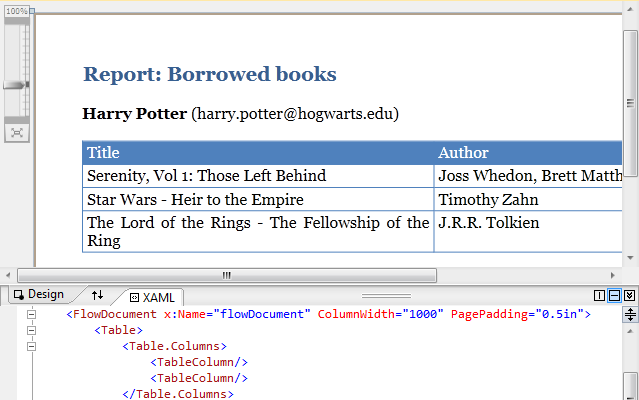 100%
Report: Borrowed books
Harry Potter (harry.potter@hogwarts.edu)
Title Author
Serenity, Vol 1: Those Left Behind Joss Whedon, Brett Matth
Star Wars - Heir to the Empire Timothy Zahn
The Lord of the Rings - The Fellowship of the J.R.R. Tolkien
Ring
Design XAML
<FlowDocument x:Name="flowDocument" ColumnWidth="1000" PagePadding="0.5in">
<Table>
<Table.Columns>
<TableColumn/>
<TableColumn/>
</Table.Columns>